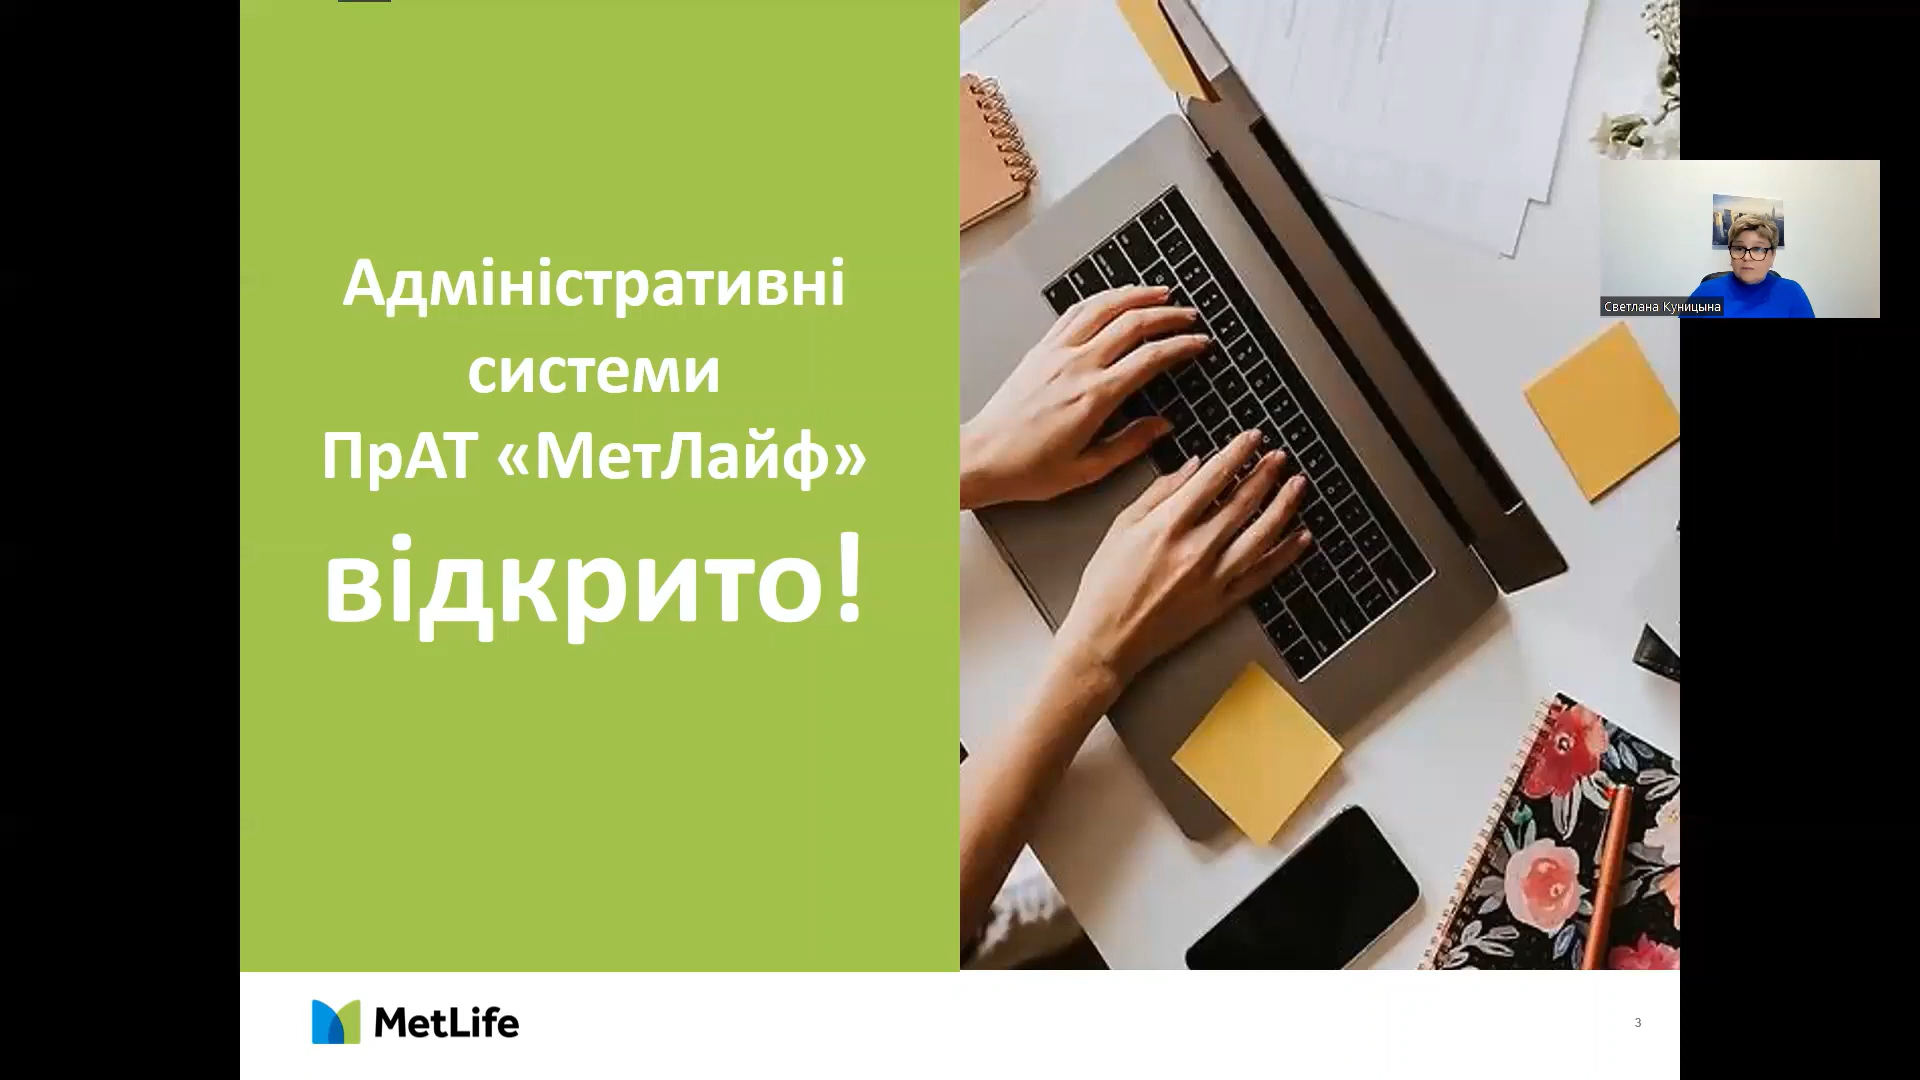 Адміністративні
системи
ПрАТ «МетЛайф»
відкрито!
Светлана Куницына
MetLife
3